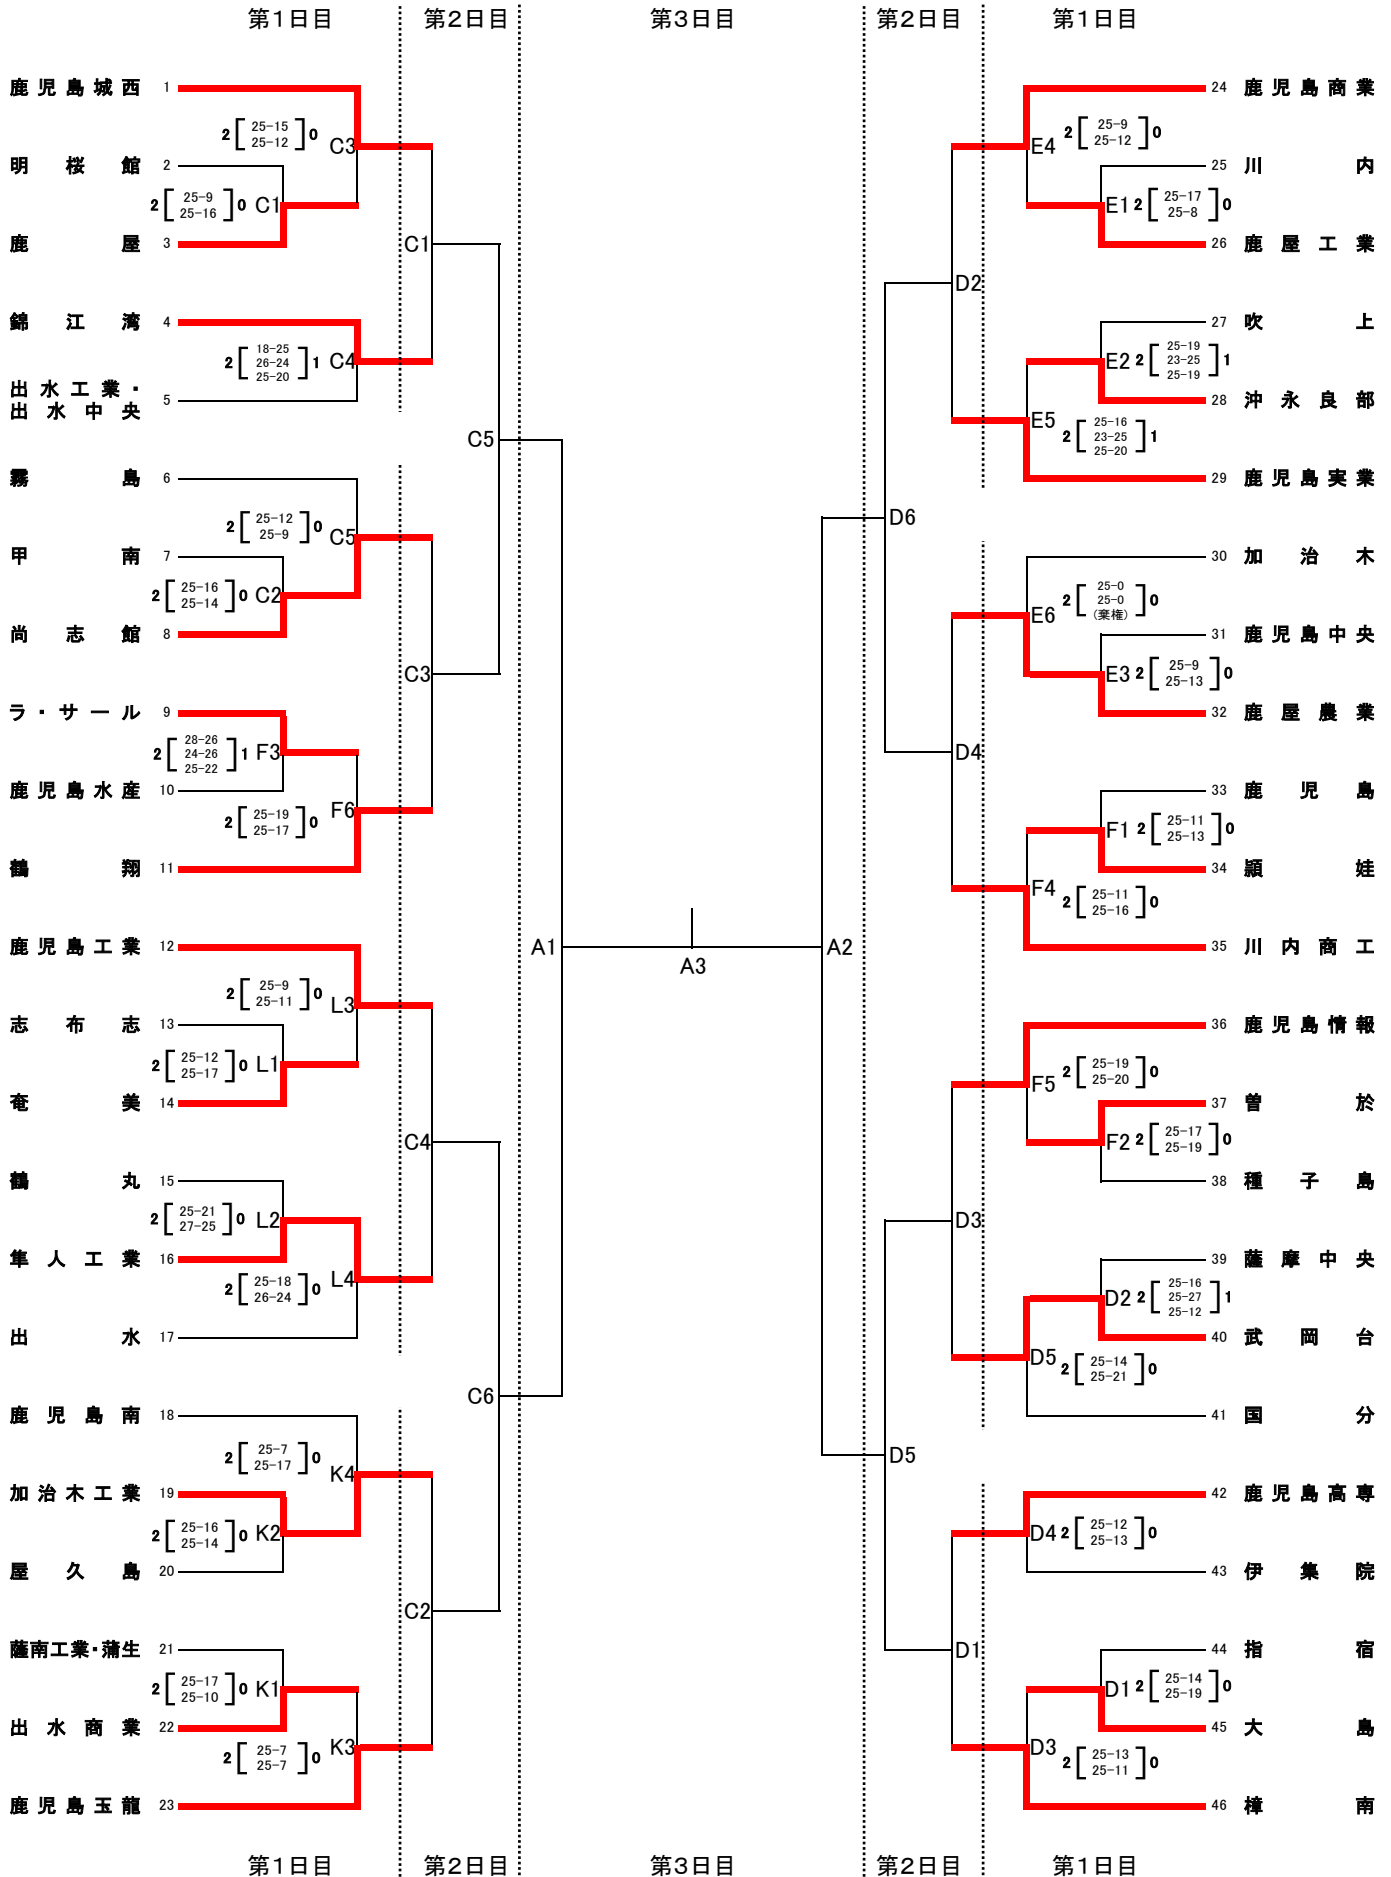 第1日目 第2日目 第3日目 第2日目 第1日目
鹿児島城西 1
2 [ 25-15 25-12 ] 0 C3
明桜館 2
2 [ 25-9 25-16 ] 0 C1
鹿屋 3
C1
錦江湾 4
2 [ 18-25 26-24 25-20 ] 1 C4
出水工業・
出水中央 5
C5
霧島 6
2 [ 25-12 25-9 ] 0 C5
甲南 7
2 [ 25-16 25-14 ] 0 C2
尚志館 8
C3
ラ・サール 9
2 [ 28-26 24-26 25-22 ] 1 F3
鹿児島水産 10
2 [ 25-19 25-17 ] 0 F6
鶴翔 11
鹿児島工業 12
A1
2 [ 25-9 25-11 ] 0 L3
志布志 13
2 [ 25-12 25-17 ] 0 L1
奄美 14
C4
鶴丸 15
2 [ 25-21 27-25 ] 0 L2
隼人工業 16
2 [ 25-18 26-24 ] 0 L4
出水 17
C6
鹿児島南 18
2 [ 25-7 25-17 ] 0 K4
加治木工業 19
2 [ 25-16 25-14 ] 0 K2
屋久島 20
C2
薩南工業・蒲生 21
2 [ 25-17 25-10 ] 0 K1
出水商業 22
2 [ 25-7 25-7 ] 0 K3
鹿児島玉龍 23
A3
24 鹿児島商業
E4 2 [ 25-9 25-12 ] 0
25 川内
E1 2 [ 25-17 25-8 ] 0
26 鹿屋工業
D2
27 吹上
E2 2 [ 25-19 23-25 25-19 ] 1
28 沖永良部
E5 2 [ 25-16 23-25 25-20 ] 1
29 鹿児島実業
D6
30 加治木
E6 2 [ 25-0 25-0 (棄権) ] 0
31 鹿児島中央
E3 2 [ 25-9 25-13 ] 0
32 鹿屋農業
D4
33 鹿児島
F1 2 [ 25-11 25-13 ] 0
34 頴娃
F4 2 [ 25-11 25-16 ] 0
35 川内商工
A2
36 鹿児島情報
F5 2 [ 25-19 25-20 ] 0
37 曽於
F2 2 [ 25-17 25-19 ] 0
38 種子島
D3
39 薩摩中央
D2 2 [ 25-16 25-27 25-12 ] 1
40 武岡台
D5 2 [ 25-14 25-21 ] 0
41 国分
D5
42 鹿児島高専
D4 2 [ 25-12 25-13 ] 0
43 伊集院
D1
44 指宿
D1 2 [ 25-14 25-19 ] 0
45 大島
D3 2 [ 25-13 25-11 ] 0
46 樟南
第1日目 第2日目 第3日目 第2日目 第1日目